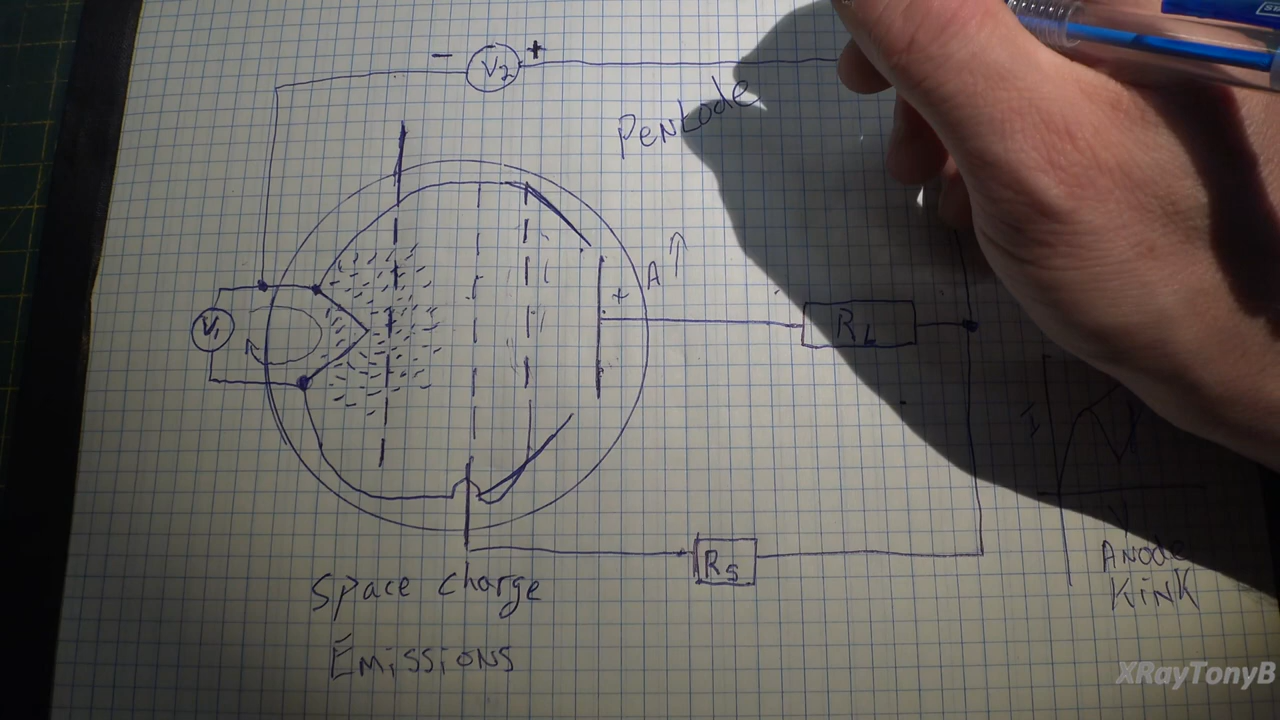 - V2 +
Pentode
A
+
V1
RL
I
V
Anode
Kink
RS
Space charge
Emissions
XRayTonyB